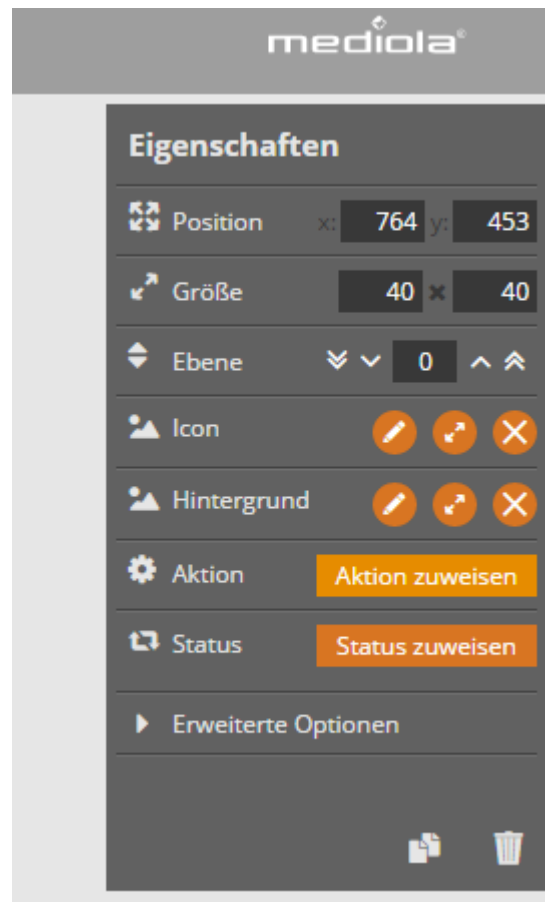 mediola®
Eigenschaften
Position x: 764 y: 453
Größe 40 × 40
Ebene 0
Icon
Hintergrund
Aktion Aktion zuweisen
Status Status zuweisen
Erweiterte Optionen